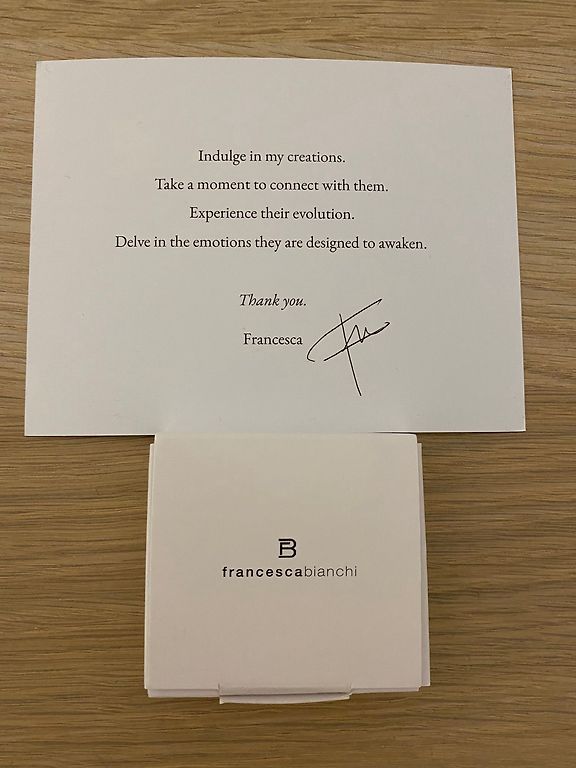 Indulge in my creations.
Take a moment to connect with them.
Experience their evolution.
Delve in the emotions they are designed to awaken.
Thank you.
Francesca
FB
francescabianchi